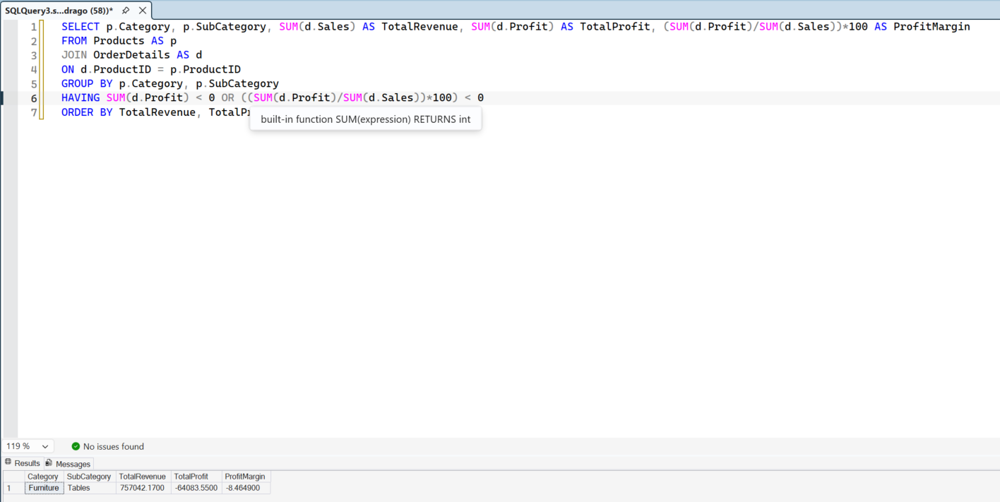 SQLQuery3.s...drago (58))*
1 SELECT p.Category, p.SubCategory, SUM(d.Sales) AS TotalRevenue, SUM(d.Profit) AS TotalProfit, (SUM(d.Profit)/SUM(d.Sales))*100 AS ProfitMargin
2 FROM Products AS p
3 JOIN OrderDetails AS d
4 ON d.ProductID = p.ProductID
5 GROUP BY p.Category, p.SubCategory
6 HAVING SUM(d.Profit) < 0 OR ((SUM(d.Profit)/SUM(d.Sales))*100) < 0
7 ORDER BY TotalRevenue,
built-in function SUM(expression) RETURNS int
119 % No issues found
Results Messages
Category SubCategory TotalRevenue TotalProfit ProfitMargin
1 Furniture Tables 757042.1700 -64083.5500 -8.464900